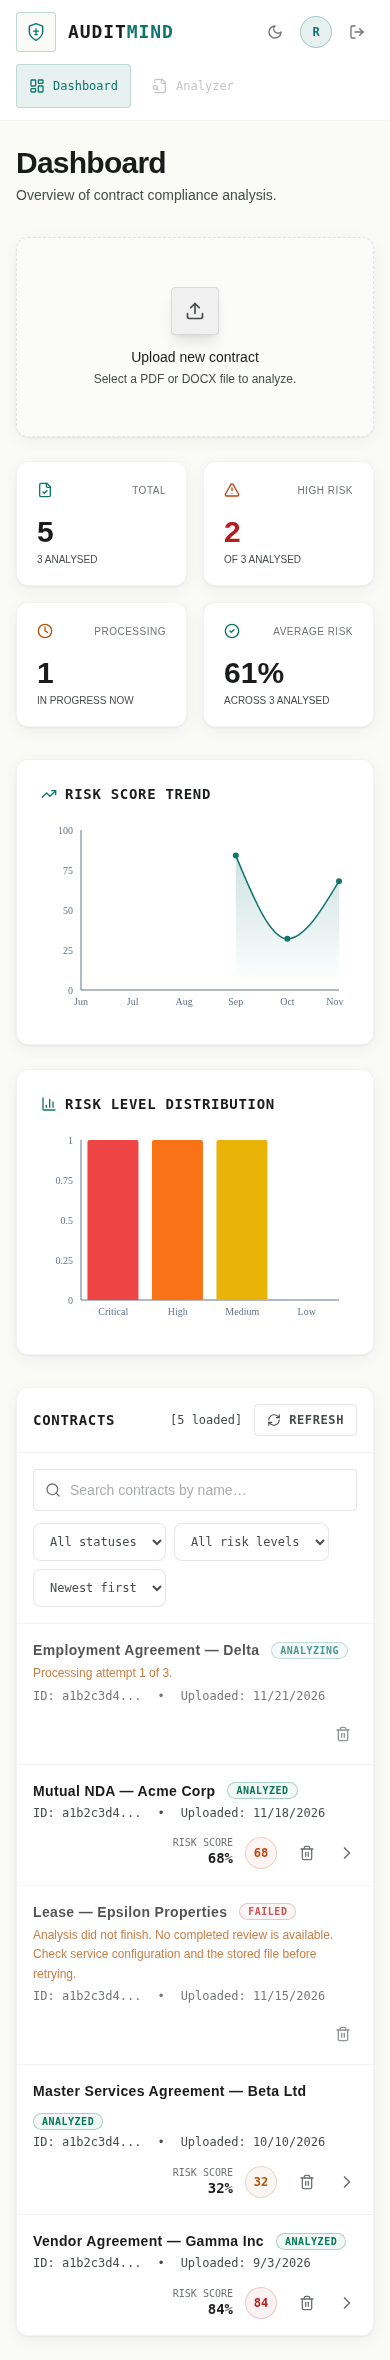 AUDITMIND
R
Dashboard
Analyzer
Dashboard
Overview of contract compliance analysis.
Upload new contract
Select a PDF or DOCX file to analyze.
TOTAL
5
3 ANALYSED
HIGH RISK
2
OF 3 ANALYSED
PROCESSING
1
IN PROGRESS NOW
AVERAGE RISK
61%
ACROSS 3 ANALYSED
RISK SCORE TREND
100
75
50
25
0
Jun Jul Aug Sep Oct Nov
RISK LEVEL DISTRIBUTION
1
0.75
0.5
0.25
0
Critical High Medium Low
CONTRACTS [5 loaded] REFRESH
Search contracts by name…
All statuses All risk levels
Newest first
Employment Agreement — Delta ANALYZING
Processing attempt 1 of 3.
ID: a1b2c3d4... • Uploaded: 11/21/2026
Mutual NDA — Acme Corp ANALYZED
ID: a1b2c3d4... • Uploaded: 11/18/2026
RISK SCORE
68% 68
Lease — Epsilon Properties FAILED
Analysis did not finish. No completed review is available.
Check service configuration and the stored file before
retrying.
ID: a1b2c3d4... • Uploaded: 11/15/2026
Master Services Agreement — Beta Ltd
ANALYZED
ID: a1b2c3d4... • Uploaded: 10/10/2026
RISK SCORE
32% 32
Vendor Agreement — Gamma Inc ANALYZED
ID: a1b2c3d4... • Uploaded: 9/3/2026
RISK SCORE
84% 84